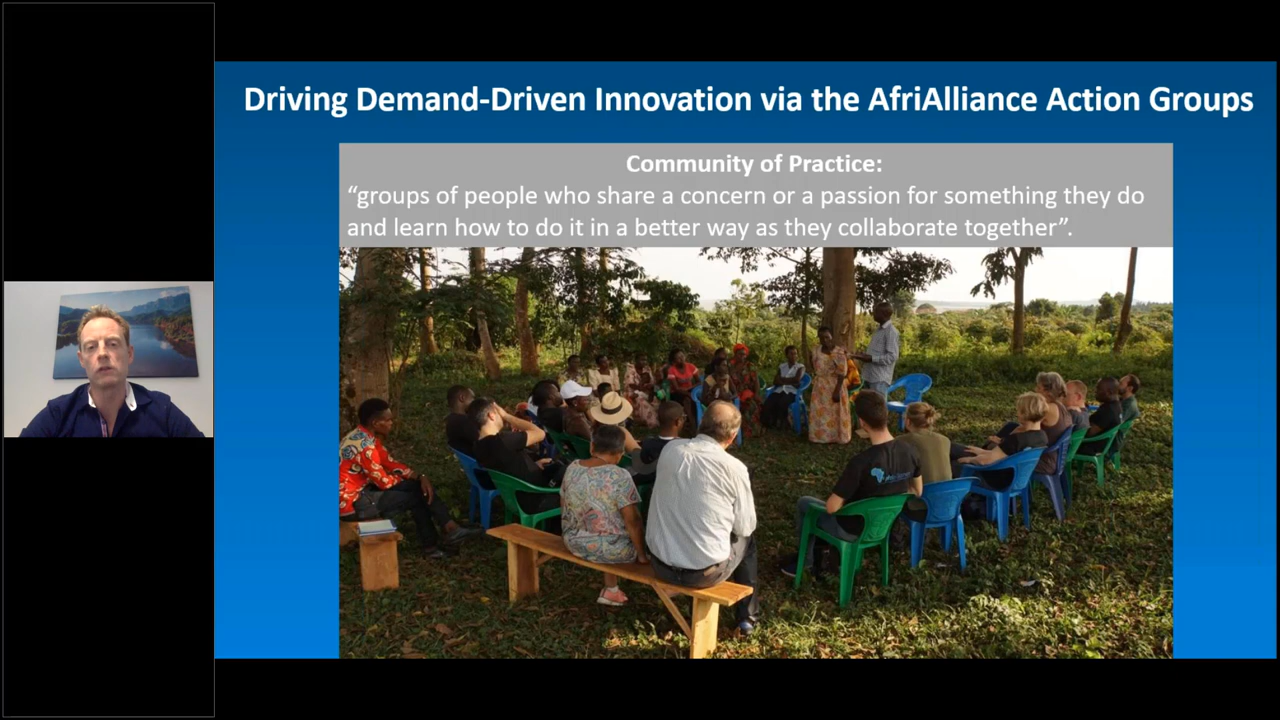 Driving Demand-Driven Innovation via the AfriAlliance Action Groups
Community of Practice:
“groups of people who share a concern or a passion for something they do
and learn how to do it in a better way as they collaborate together”.